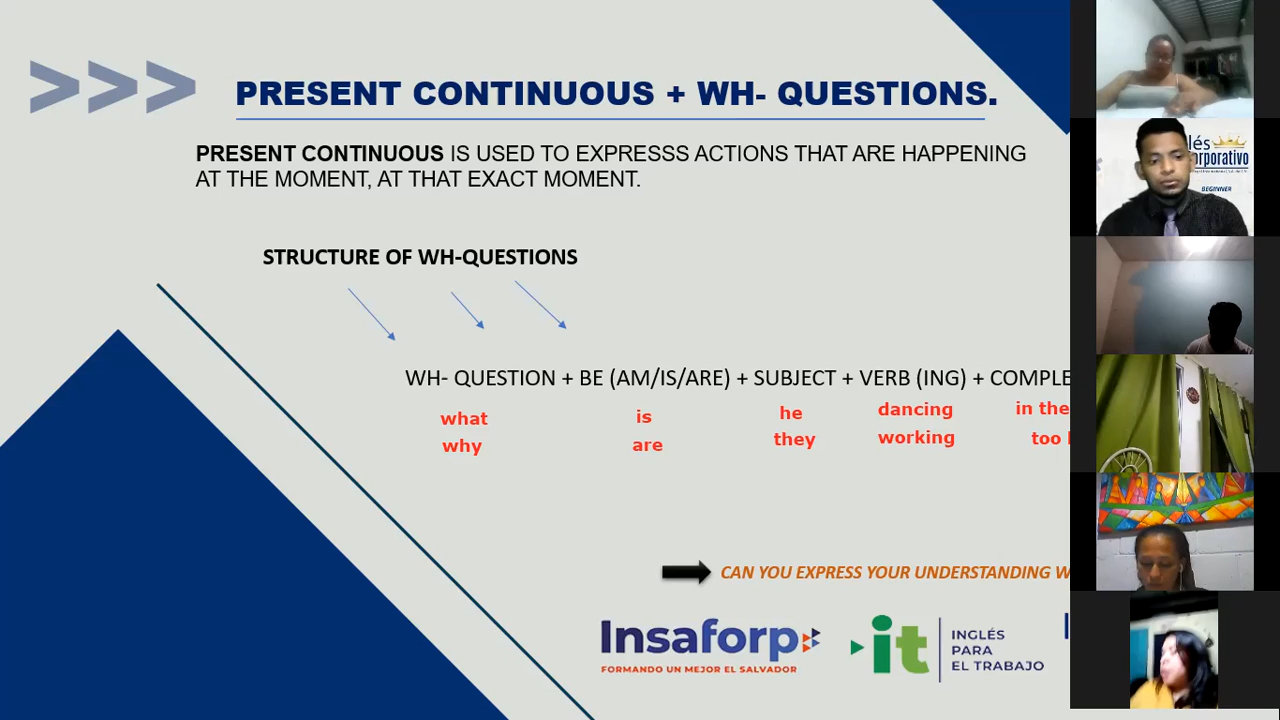 >>> PRESENT CONTINUOUS + WH- QUESTIONS.
PRESENT CONTINUOUS IS USED TO EXPRESSS ACTIONS THAT ARE HAPPENING
AT THE MOMENT, AT THAT EXACT MOMENT.
STRUCTURE OF WH-QUESTIONS
WH- QUESTION + BE (AM/IS/ARE) + SUBJECT + VERB (ING) + COMPLE
what is he dancing in the
why are they working too
CAN YOU EXPRESS YOUR UNDERSTANDING W
Insaforp
FORMANDO UN MEJOR EL SALVADOR
it
INGLÉS
PARA
EL TRABAJO
lés
orporativo
BEGINNER